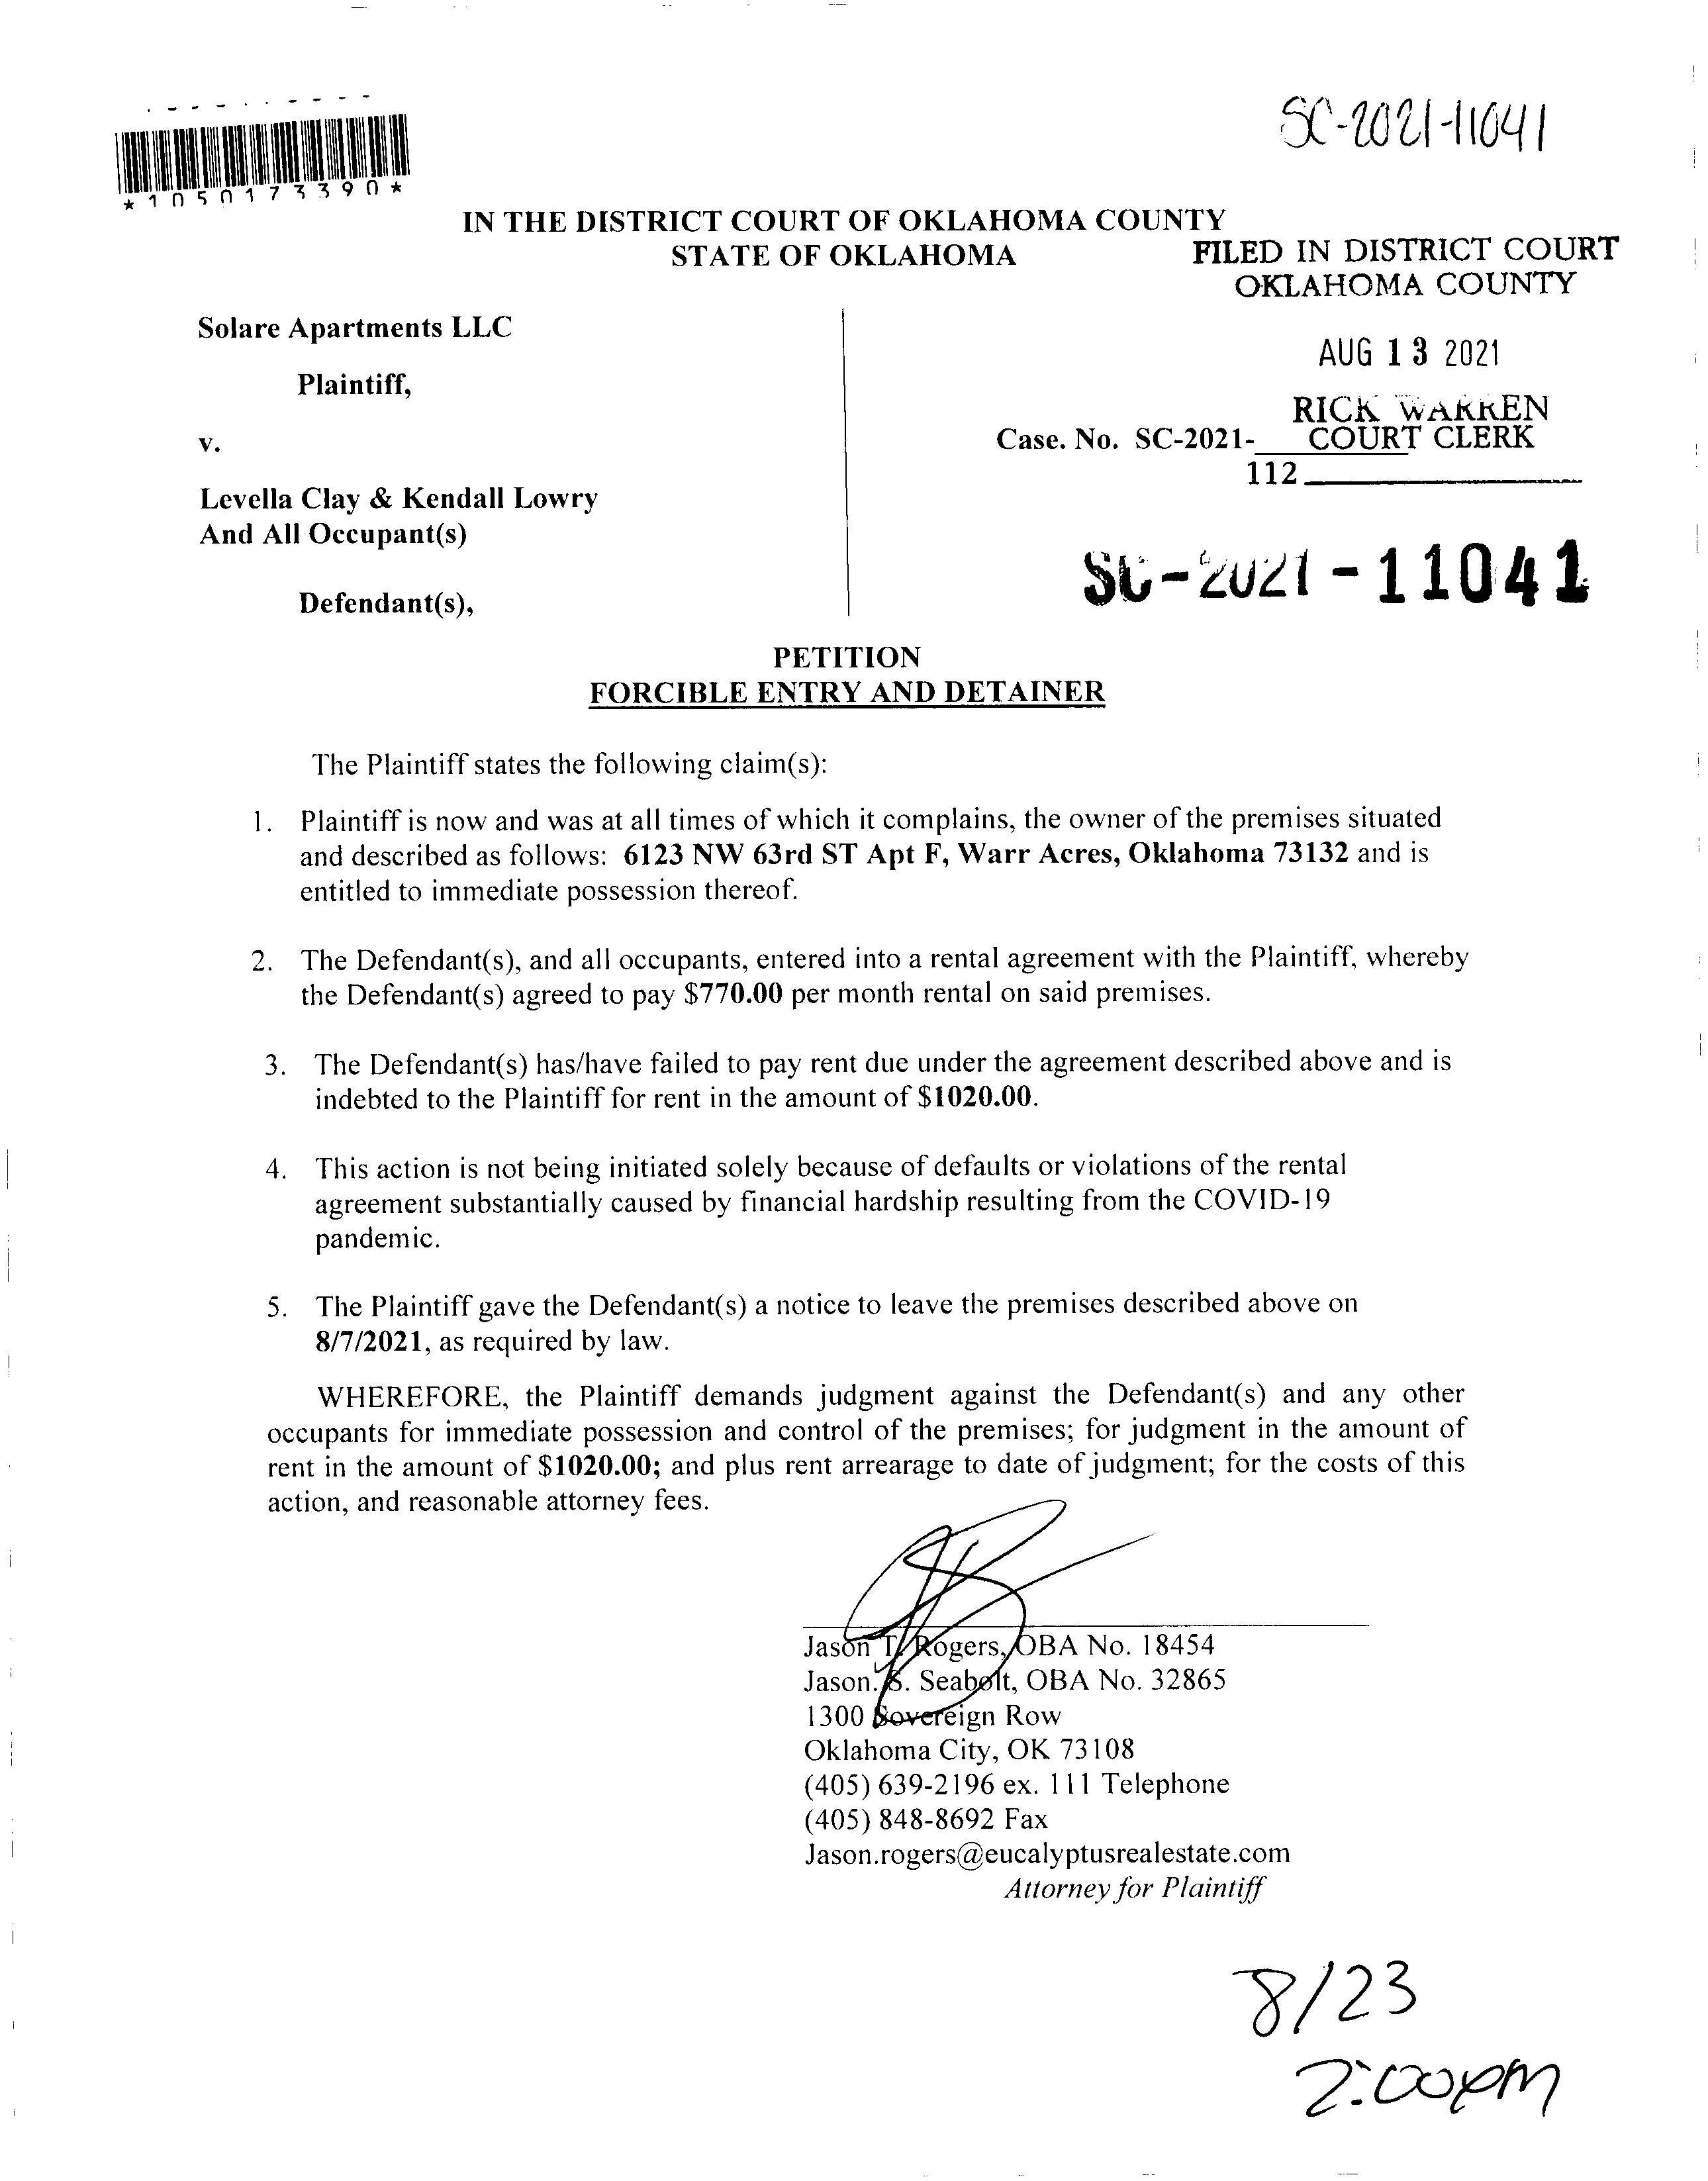 SC-2021-11041
*1050173390*
IN THE DISTRICT COURT OF OKLAHOMA COUNTY
STATE OF OKLAHOMA
FILED IN DISTRICT COURT
OKLAHOMA COUNTY
Solare Apartments LLC
AUG 13 2021
Plaintiff,
RICK WARREN
v.
Case. No. SC-2021-
COURT CLERK
112
Levella Clay & Kendall Lowry
And All Occupant(s)
SC-2021-11041
Defendant(s),
PETITION
FORCIBLE ENTRY AND DETAINER
The Plaintiff states the following claim(s):
1. Plaintiff is now and was at all times of which it complains, the owner of the premises situated
and described as follows: 6123 NW 63rd ST Apt F, Warr Acres, Oklahoma 73132 and is
entitled to immediate possession thereof.
2. The Defendant(s), and all occupants, entered into a rental agreement with the Plaintiff, whereby
the Defendant(s) agreed to pay $770.00 per month rental on said premises.
3. The Defendant(s) has/have failed to pay rent due under the agreement described above and is
indebted to the Plaintiff for rent in the amount of $1020.00.
4. This action is not being initiated solely because of defaults or violations of the rental
agreement substantially caused by financial hardship resulting from the COVID-19
pandemic.
5. The Plaintiff gave the Defendant(s) a notice to leave the premises described above on
8/7/2021, as required by law.
WHEREFORE, the Plaintiff demands judgment against the Defendant(s) and any other
occupants for immediate possession and control of the premises; for judgment in the amount of
rent in the amount of $1020.00; and plus rent arrearage to date of judgment; for the costs of this
action, and reasonable attorney fees.
Jason T. Rogers, OBA No. 18454
Jason. S. Seabolt, OBA No. 32865
1300 Sovereign Row
Oklahoma City, OK 73108
(405) 639-2196 ex. 111 Telephone
(405) 848-8692 Fax
Jason.rogers@eucalyptusrealestate.com
Attorney for Plaintiff
8/23
2:00pm